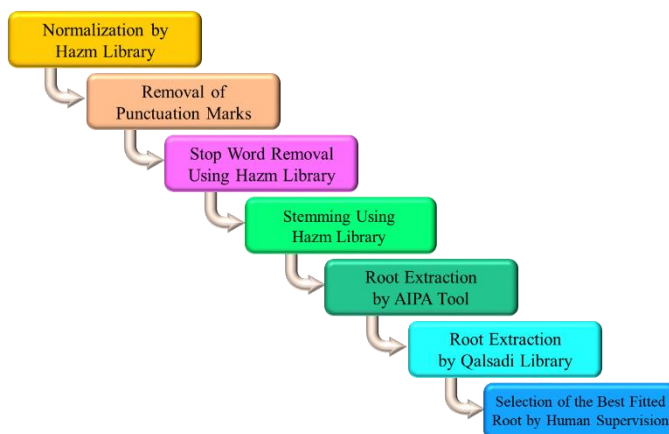 Normalization by
Hazm Library
Removal of
Punctuation Marks
Stop Word Removal
Using Hazm Library
Stemming Using
Hazm Library
Root Extraction
by AIPA Tool
Root Extraction
by Qalsadi Library
Selection of the Best Fitted
Root by Human Supervision